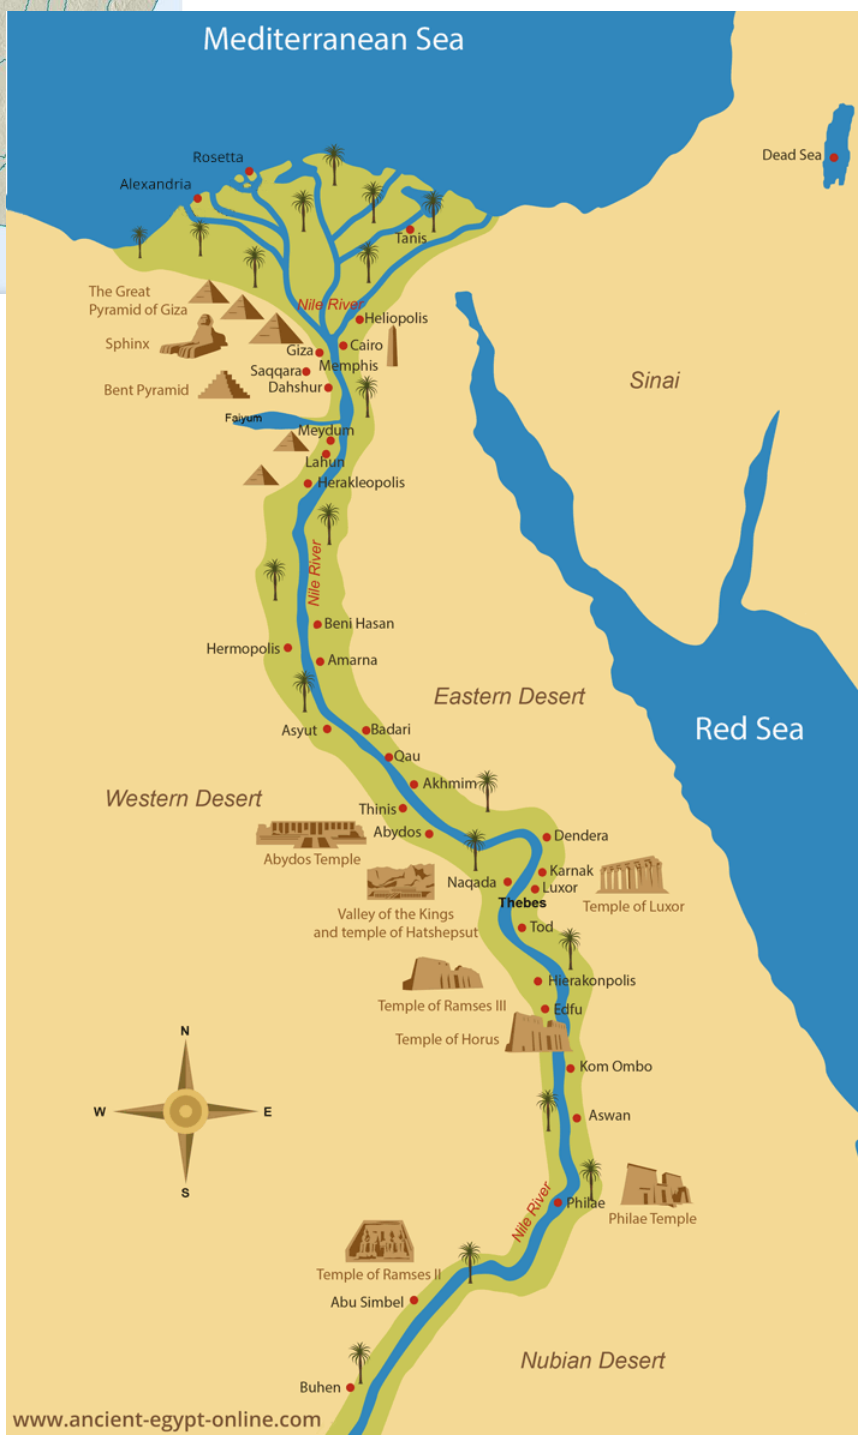 Mediterranean Sea
Dead Sea
Rosetta
Alexandria
Tanis
The Great
Pyramid of Giza
Nile River
Heliopolis
Sphinx
Giza
Cairo
Memphis
Saqqara
Dahshur
Bent Pyramid
Sinai
Faiyum
Meydum
Lahun
Herakleopolis
Nile River
Beni Hasan
Hermopolis
Amarna
Eastern Desert
Red Sea
Asyut
Badari
Qau
Akhmim
Western Desert
Thinis
Abydos
Dendera
Abydos Temple
Karnak
Naqada
Luxor
Thebes
Temple of Luxor
Valley of the Kings
and temple of Hatshepsut
Tod
Hierakonpolis
Temple of Ramses III
Edfu
Temple of Horus
N
W
E
S
Kom Ombo
Aswan
Nile River
Philae
Philae Temple
Temple of Ramses II
Abu Simbel
Nubian Desert
Buhen
www.ancient-egypt-online.com